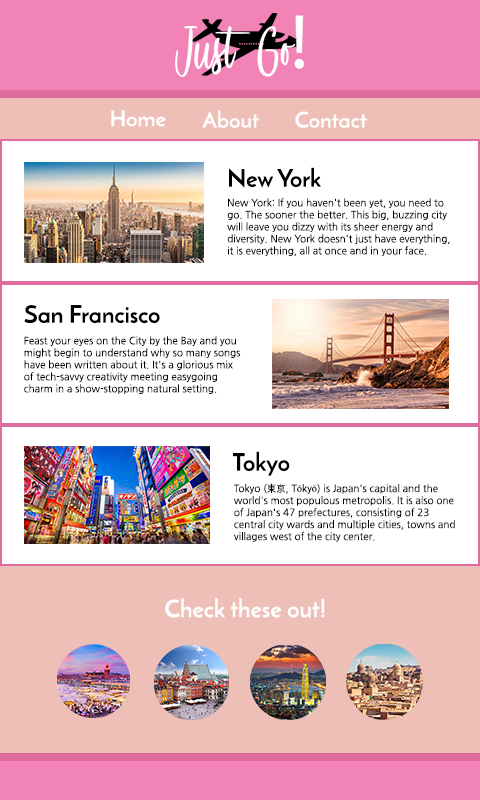 Just Go!
Home About Contact
New York
New York: If you haven't been yet, you need to
go. The sooner the better. This big, buzzing city
will leave you dizzy with its sheer energy and
diversity. New York doesn't just have everything,
it is everything, all at once and in your face.
San Francisco
Feast your eyes on the City by the Bay and you
might begin to understand why so many songs
have been written about it. It's a glorious mix
of tech-savvy creativity meeting easygoing
charm in a show-stopping natural setting.
Tokyo
Tokyo (東京, Tōkyō) is Japan's capital and the
world's most populous metropolis. It is also one
of Japan's 47 prefectures, consisting of 23
central city wards and multiple cities, towns and
villages west of the city center.
Check these out!